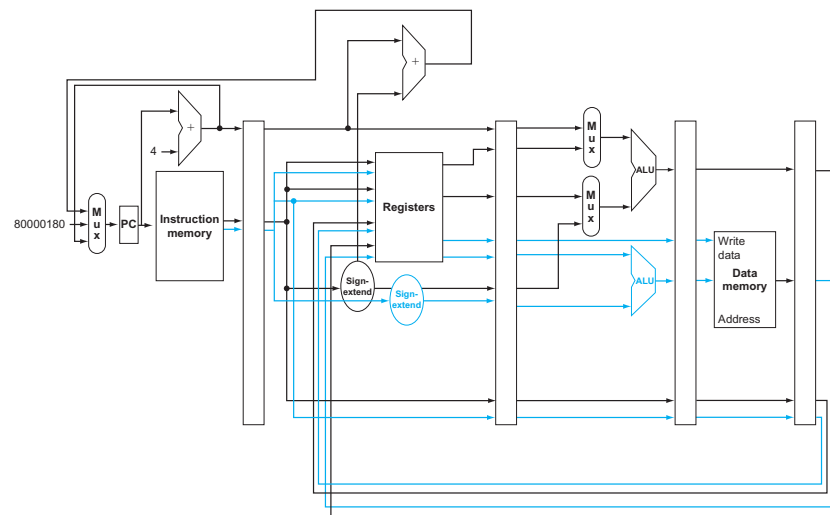 +
+
4
M
u
x
80000180
M
u
x
PC
Instruction
memory
Registers
M
u
x
ALU
Sign-
extend
Sign-
extend
ALU
Write
data
Data
memory
Address